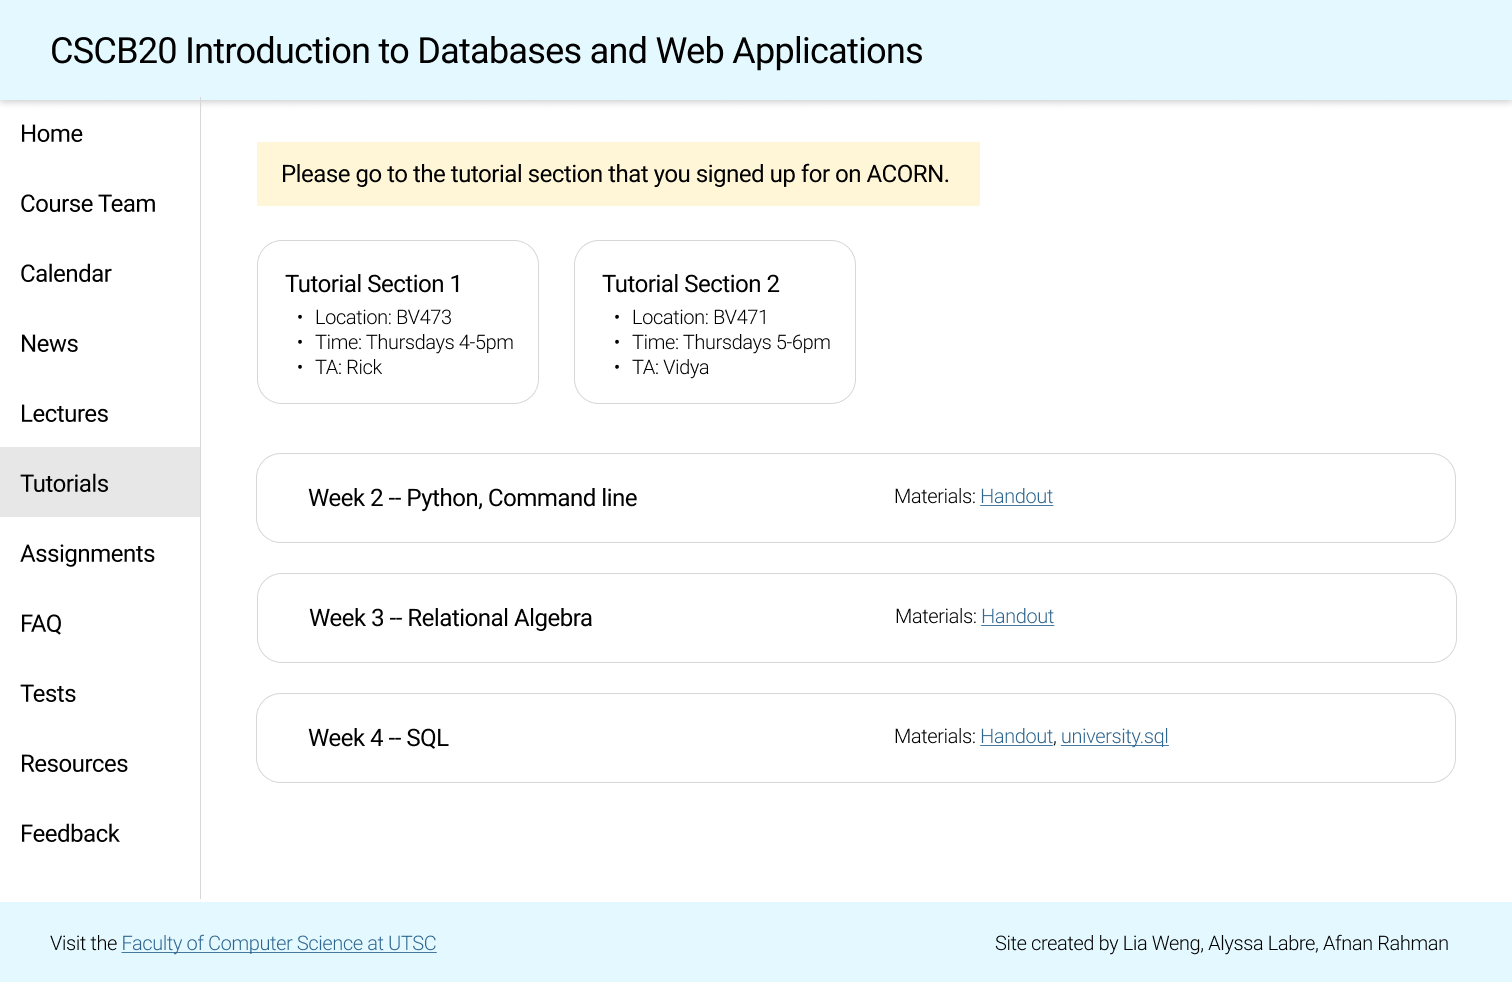 CSCB20 Introduction to Databases and Web Applications
Home
Course Team
Calendar
News
Lectures
Tutorials
Assignments
FAQ
Tests
Resources
Feedback
Please go to the tutorial section that you signed up for on ACORN.
Tutorial Section 1
• Location: BV473
• Time: Thursdays 4-5pm
• TA: Rick
Tutorial Section 2
• Location: BV471
• Time: Thursdays 5-6pm
• TA: Vidya
Week 2 -- Python, Command line
Materials: Handout
Week 3 -- Relational Algebra
Materials: Handout
Week 4 -- SQL
Materials: Handout, university.sql
Visit the Faculty of Computer Science at UTSC
Site created by Lia Weng, Alyssa Labre, Afnan Rahman